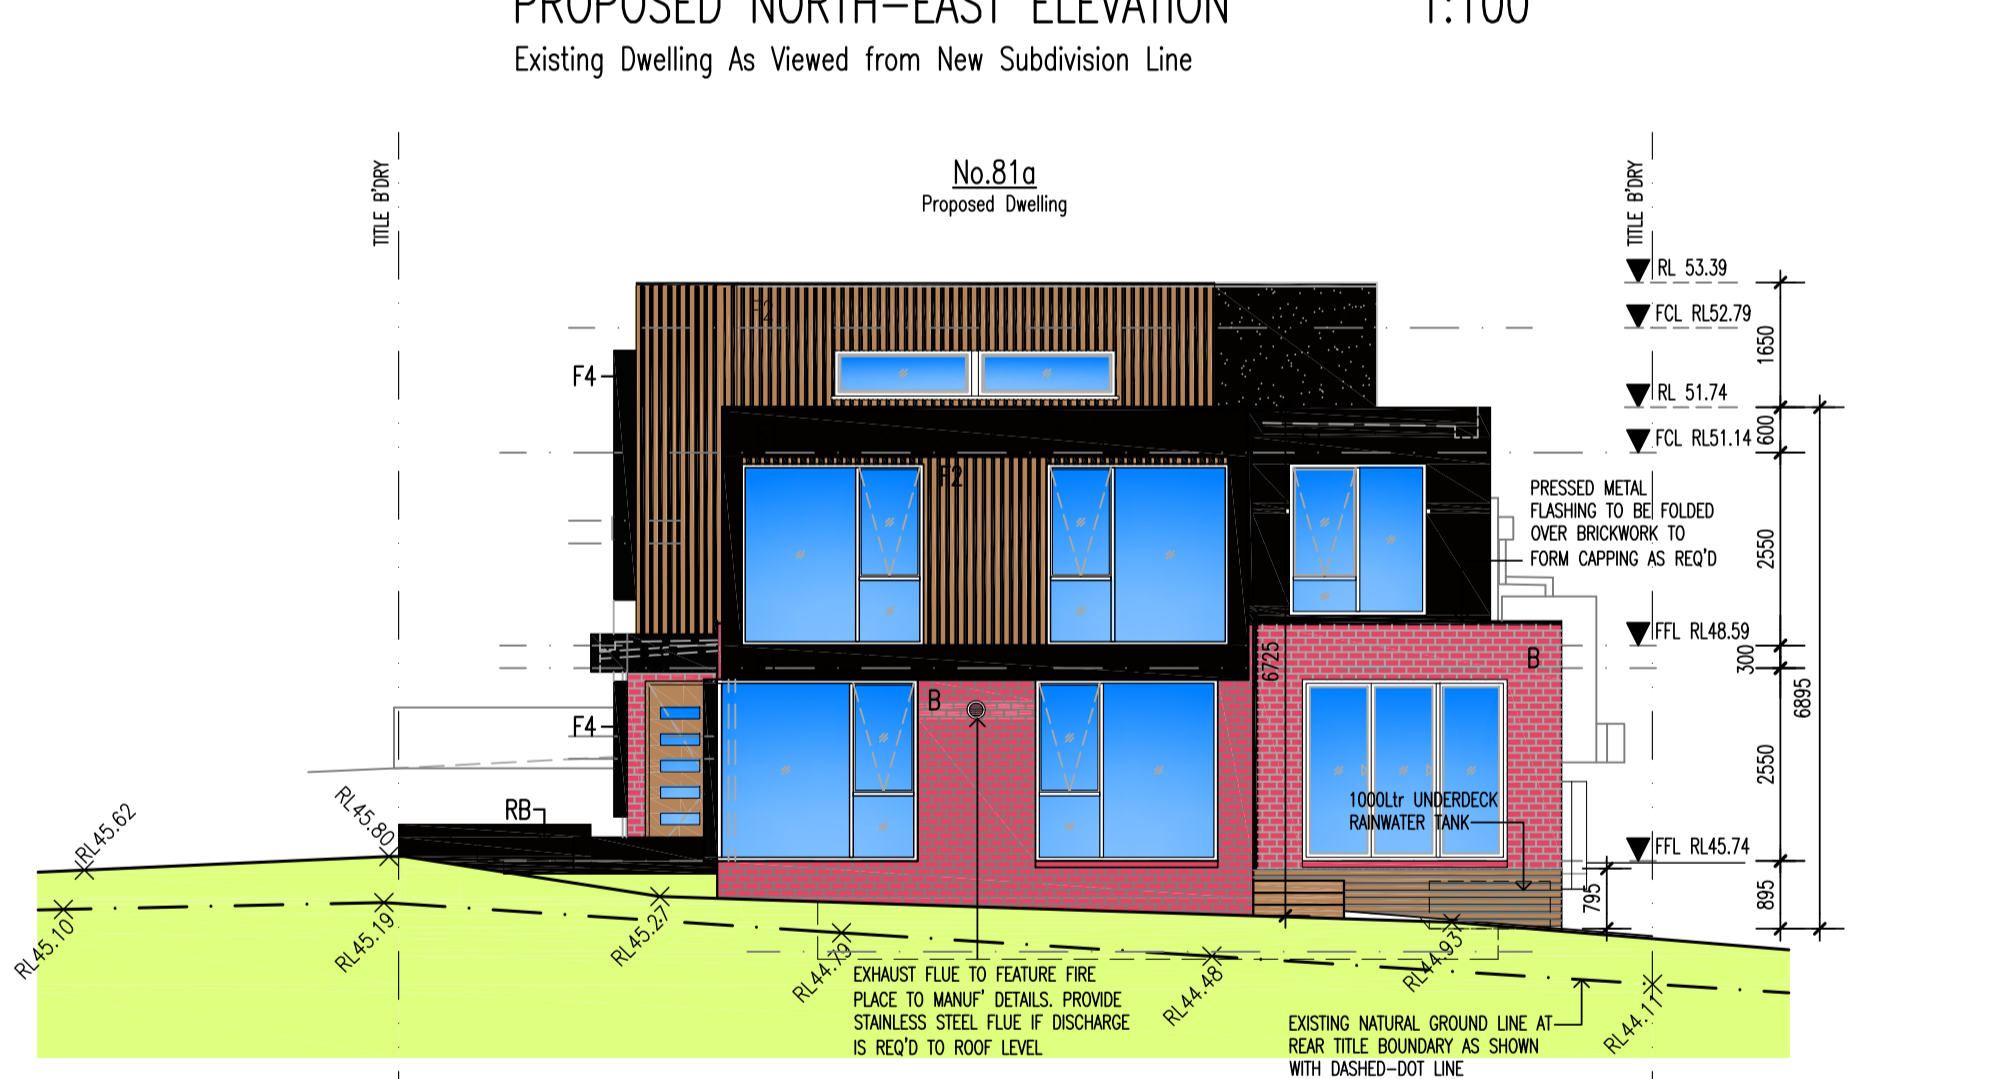 PROPOSED NORTH-EAST ELEVATION 1:100
Existing Dwelling As Viewed from New Subdivision Line
TITLE B'DRY
No.81a
Proposed Dwelling
TITLE B'DRY
RL 53.39
F2
FCL RL52.79
1650
F4
RL 51.74
FCL RL51.14
600
F2
PRESSED METAL
FLASHING TO BE FOLDED
OVER BRICKWORK TO
FORM CAPPING AS REQ'D
2550
FFL RL48.59
300
B
6725
6895
B
F4
2550
1000Ltr UNDERDECK
RAINWATER TANK
RB
RL45.62
RL45.80
FFL RL45.74
795
895
RL45.10
RL45.19
RL45.27
RL44.79
RL44.48
RL44.93
RL44.11
EXHAUST FLUE TO FEATURE FIRE
PLACE TO MANUF' DETAILS. PROVIDE
STAINLESS STEEL FLUE IF DISCHARGE
IS REQ'D TO ROOF LEVEL
EXISTING NATURAL GROUND LINE AT
REAR TITLE BOUNDARY AS SHOWN
WITH DASHED-DOT LINE